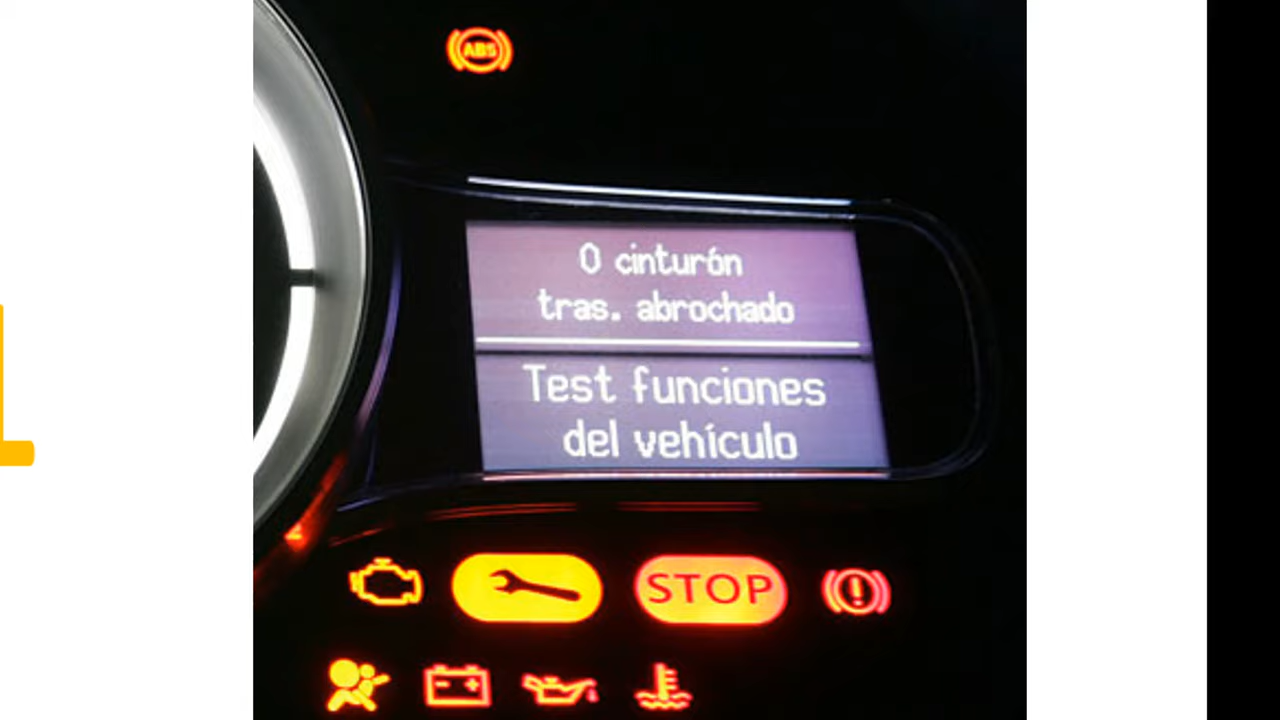 ABS
0 cinturón
tras. abrochado
Test funciones
del vehículo
STOP